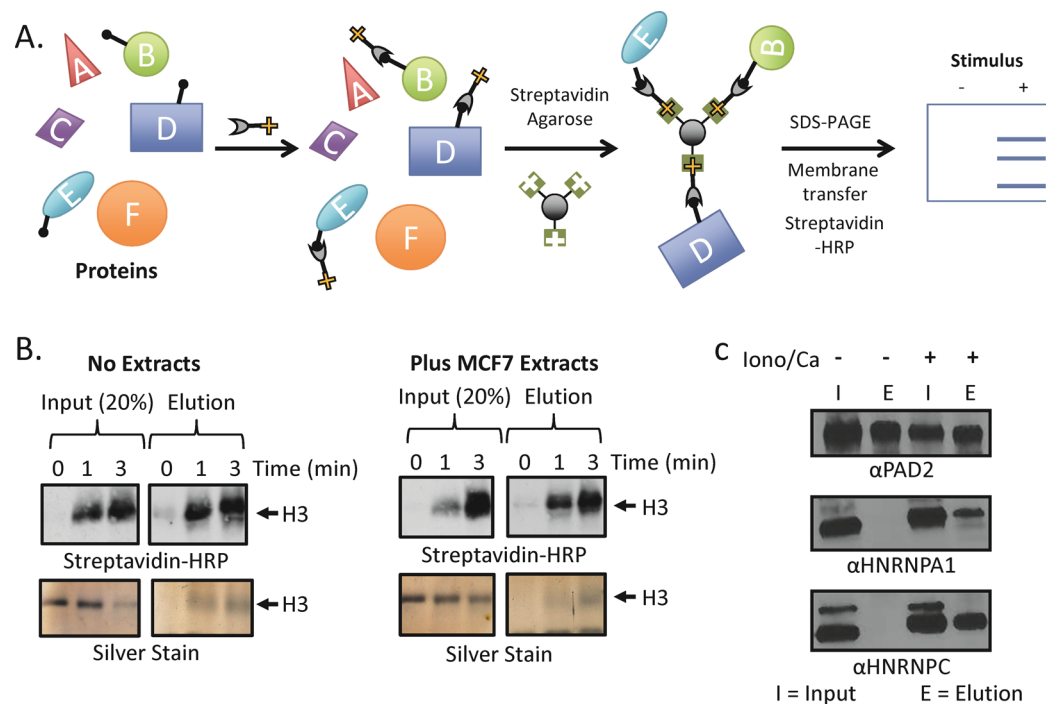 A.
A
B
C
D
E
F
Proteins
A
B
C
D
E
F
Streptavidin
Agarose
E
B
D
SDS-PAGE
Membrane
transfer
Streptavidin
-HRP
Stimulus
- +
B.
No Extracts
Input (20%) Elution
0 1 3 0 1 3 Time (min)
H3
Streptavidin-HRP
H3
Silver Stain
Plus MCF7 Extracts
Input (20%) Elution
0 1 3 0 1 3 Time (min)
H3
Streptavidin-HRP
H3
Silver Stain
C
Iono/Ca - - + +
I E I E
αPAD2
αHNRNPA1
αHNRNPC
I = Input E = Elution